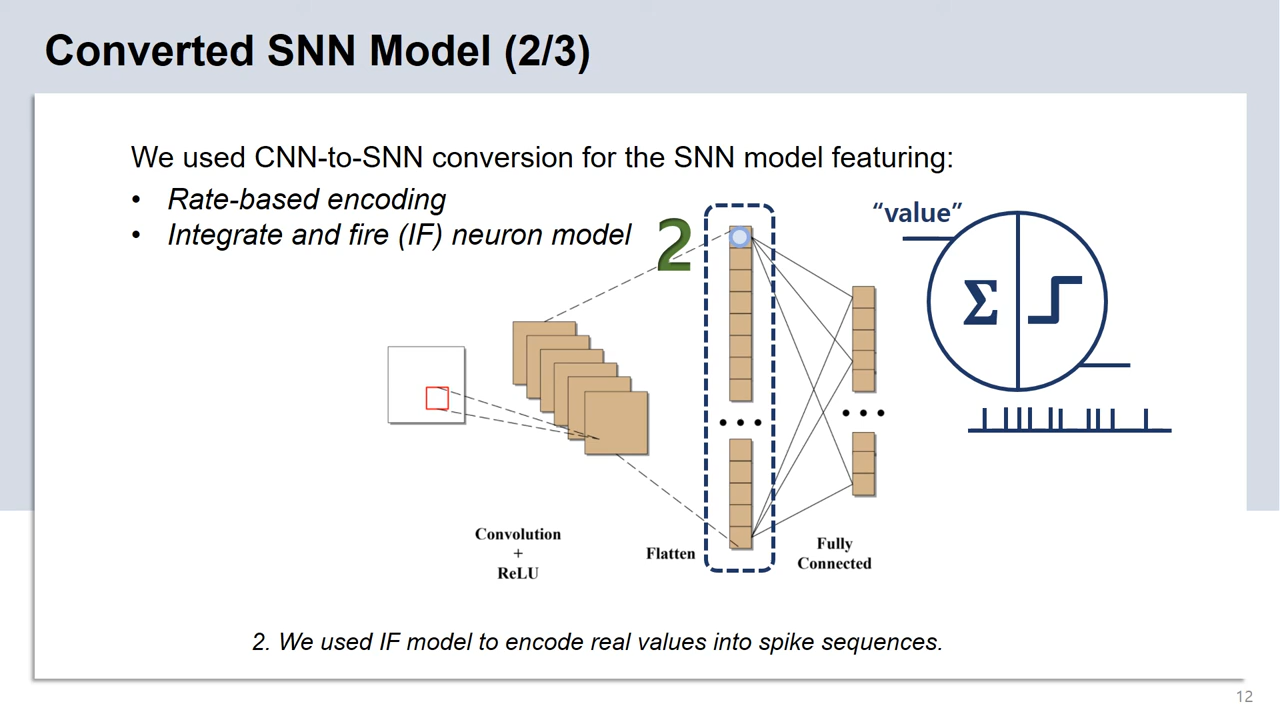 Converted SNN Model (2/3)
We used CNN-to-SNN conversion for the SNN model featuring:
• Rate-based encoding
• Integrate and fire (IF) neuron model
2
“value”
Σ
Convolution
+
ReLU
Flatten
Fully
Connected
2. We used IF model to encode real values into spike sequences.
12